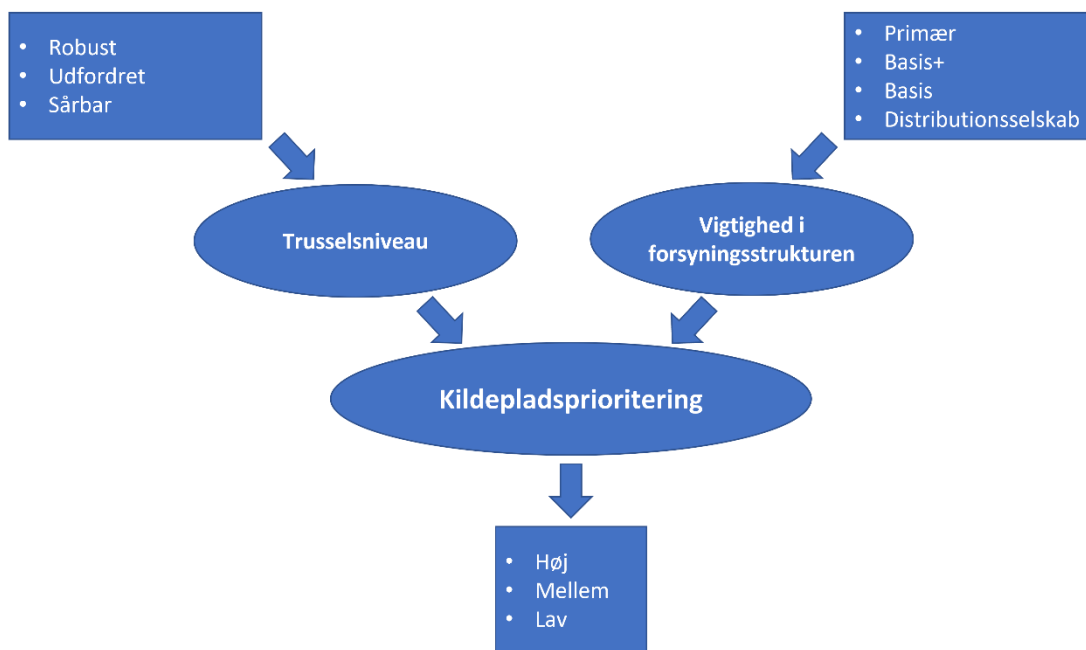 • Robust
• Udfordret
• Sårbar
• Primær
• Basis+
• Basis
• Distributionsselskab
Trusselsniveau
Vigtighed i
forsyningsstrukturen
Kildepladsprioritering
• Høj
• Mellem
• Lav